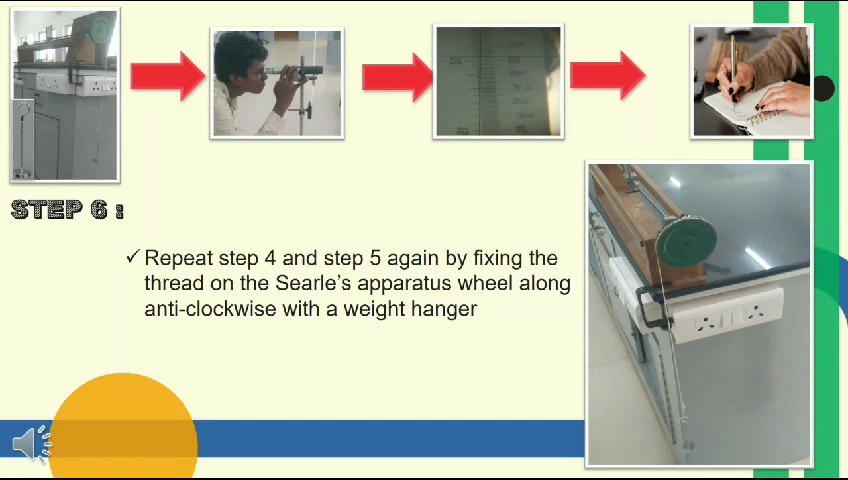 STEP 6 :
✓ Repeat step 4 and step 5 again by fixing the
thread on the Searle's apparatus wheel along
anti-clockwise with a weight hanger